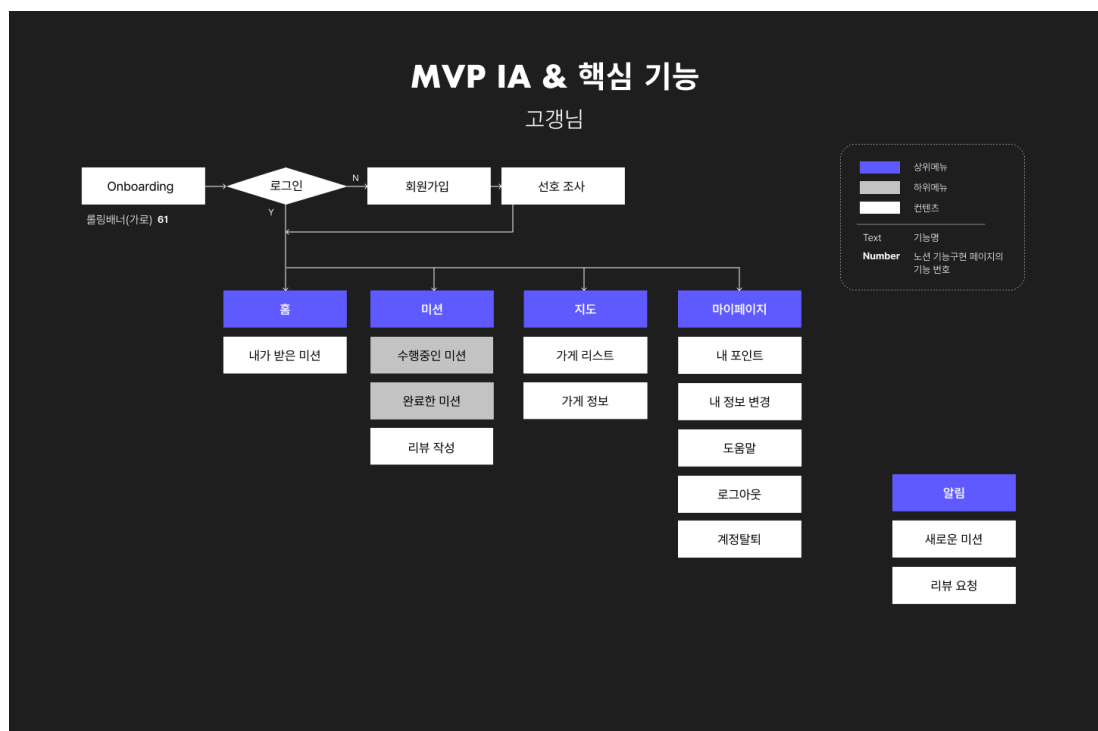 MVP IA & 핵심 기능
고갱님
Onboarding
로그인
N
회원가입
선호 조사
롤링배너(가로) 61
Y
상위메뉴
하위메뉴
컨텐츠
Text 기능명
Number 노션 기능구현 페이지의
기능 번호
홈
미션
지도
마이페이지
내가 받은 미션
수행중인 미션
가게 리스트
내 포인트
완료한 미션
가게 정보
내 정보 변경
리뷰 작성
도움말
로그아웃
계정탈퇴
알림
새로운 미션
리뷰 요청